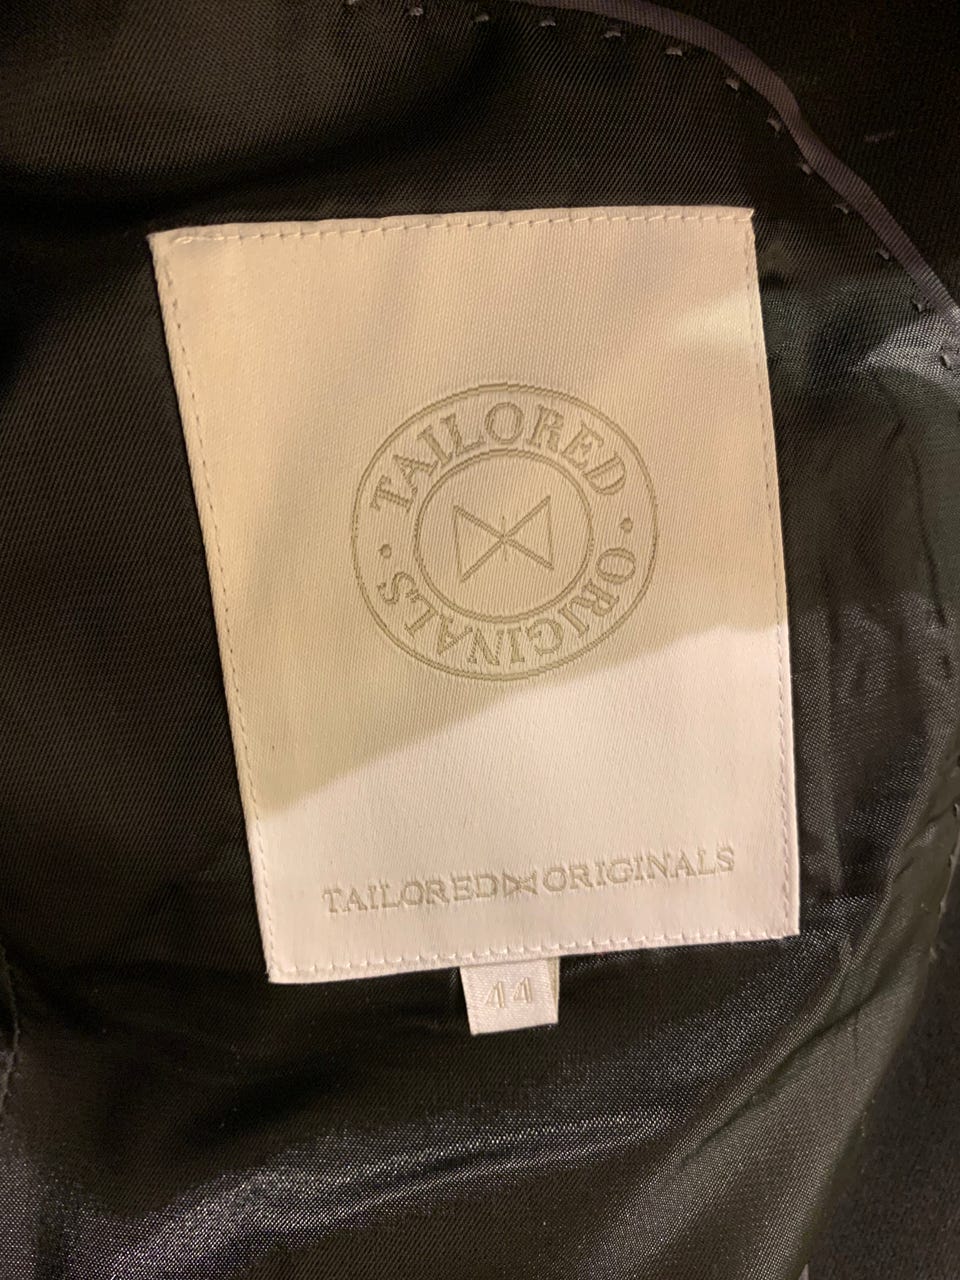 TAILORED · ORIGINALS ·
TAILORED ORIGINALS
44